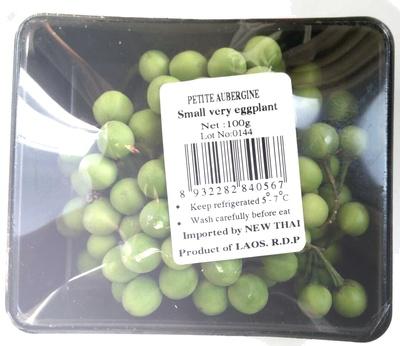 PETITE AUBERGINE
Small very eggplant
Net :100g
Lot No:0144
8 932282 840567
• Keep refrigerated 5°-7°C
• Wash carefully before eat
Imported by NEW THAI
Product of LAOS. R.D.P